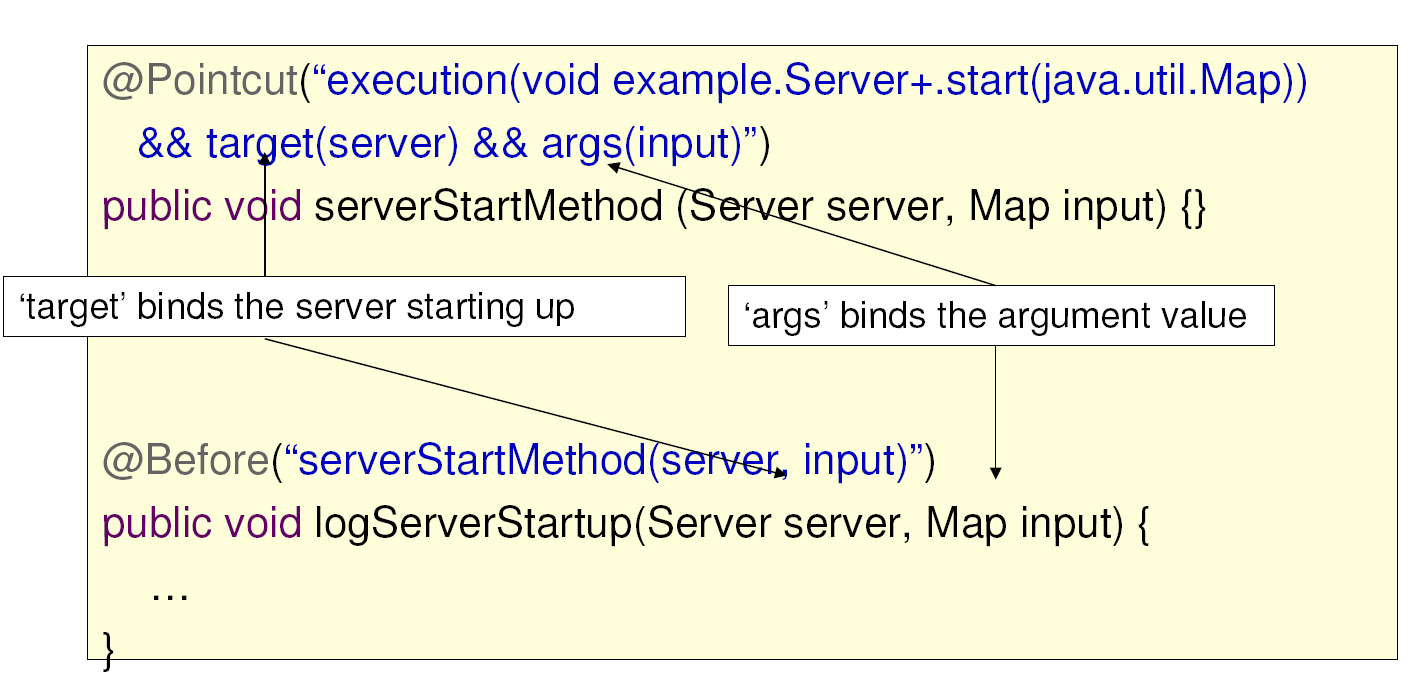 @Pointcut(“execution(void example.Server+.start(java.util.Map))
&& target(server) && args(input)”)
public void serverStartMethod (Server server, Map input) {}
‘target’ binds the server starting up
‘args’ binds the argument value
@Before(“serverStartMethod(server, input)”)
public void logServerStartup(Server server, Map input) {
…
}